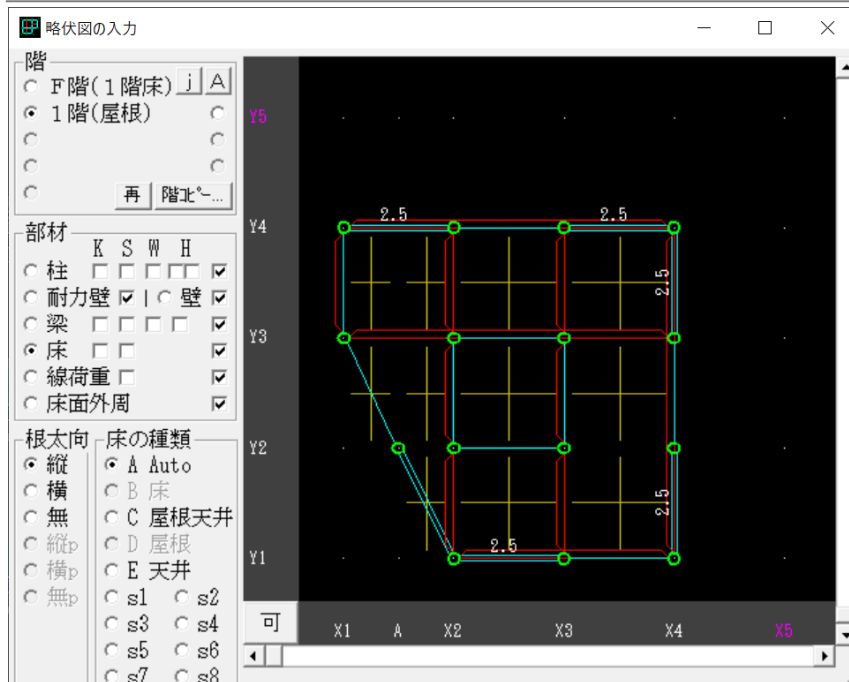 略伏図の入力
階
F階(1階床) j A
1階(屋根)
再 階コピー...
部材
K S W H
柱
耐力壁 | 壁
梁
床
線荷重
床面外周
根太向
縦
横
無
縦p
横p
無p
床の種類
A Auto
B 床
C 屋根天井
D 屋根
E 天井
s1 s2
s3 s4
s5 s6
s7 s8
Y5
Y4
Y3
Y2
Y1
2.5 2.5
2.5
2.5
2.5
可 X1 A X2 X3 X4 X5